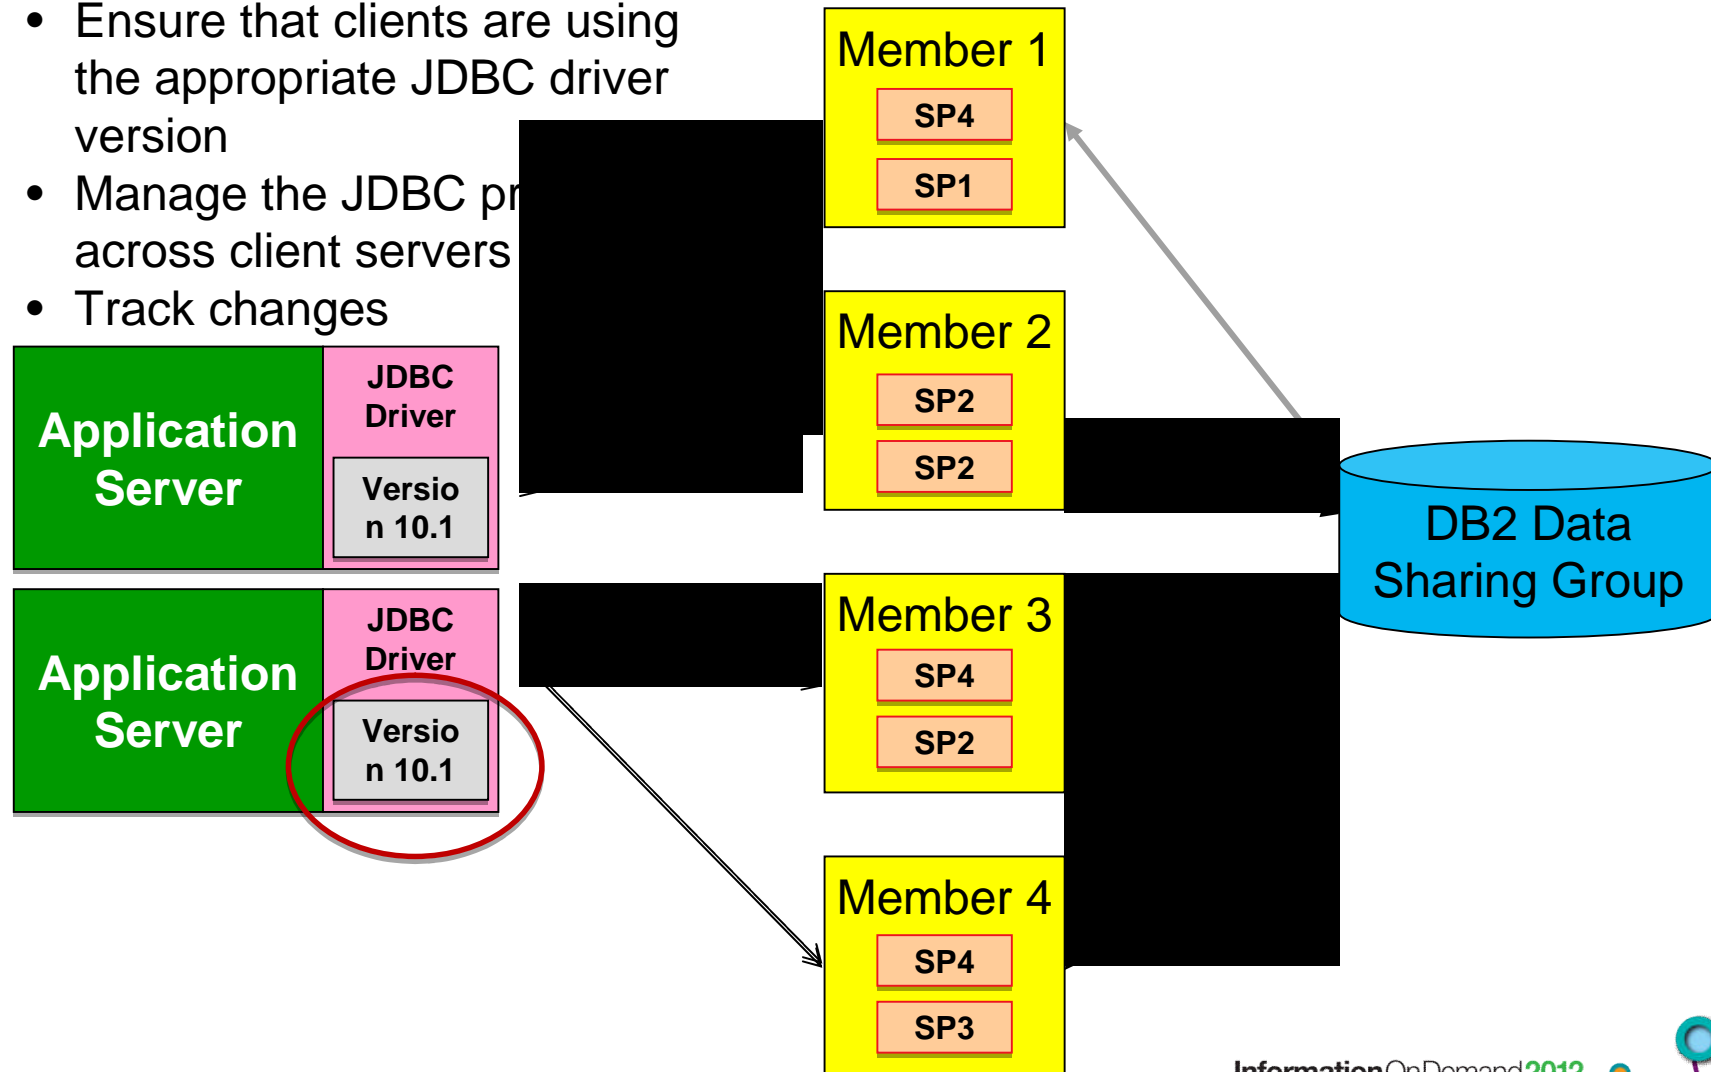 • Ensure that clients are using
the appropriate JDBC driver
version
• Manage the JDBC
across client servers
• Track changes
Application
Server
JDBC
Driver
Versio
n 10.1
Application
Server
JDBC
Driver
Versio
n 10.1
Member 1
SP4
SP1
Member 2
SP2
SP2
Member 3
SP4
SP2
Member 4
SP4
SP3
DB2 Data
Sharing Group
InformationOnDemand2012